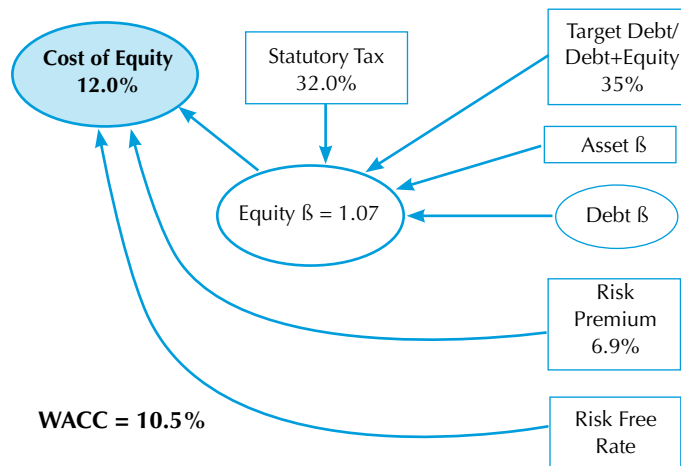 Cost of Equity
12.0%
Statutory Tax
32.0%
Target Debt/
Debt+Equity
35%
Asset ß
Equity ß = 1.07
Debt ß
Risk
Premium
6.9%
WACC = 10.5%
Risk Free
Rate